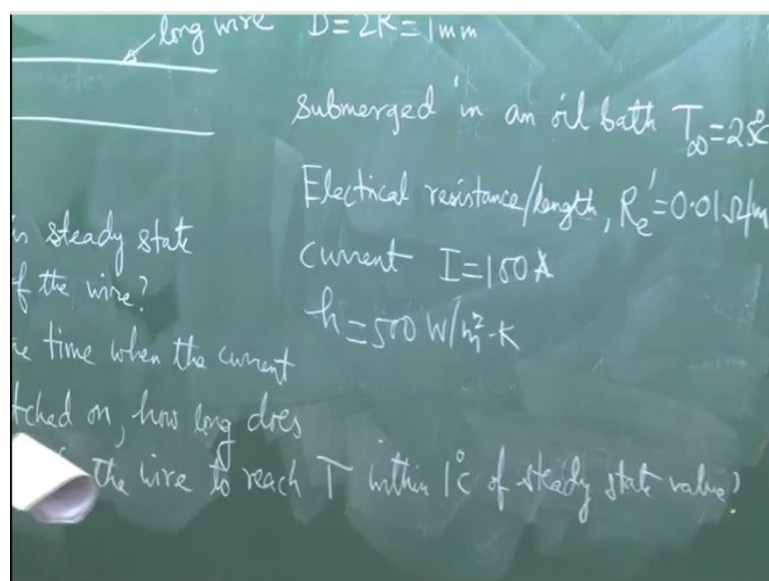 long wire D=2R=1mm
submerged in an oil bath T∞=25°C
Electrical resistance/length, Re'=0.01Ω/m
steady state
current I=100A
f the wire?
h=500 W/m²-K
time when the current
tched on, how long does
the wire to reach T within 1°C of steady state value?